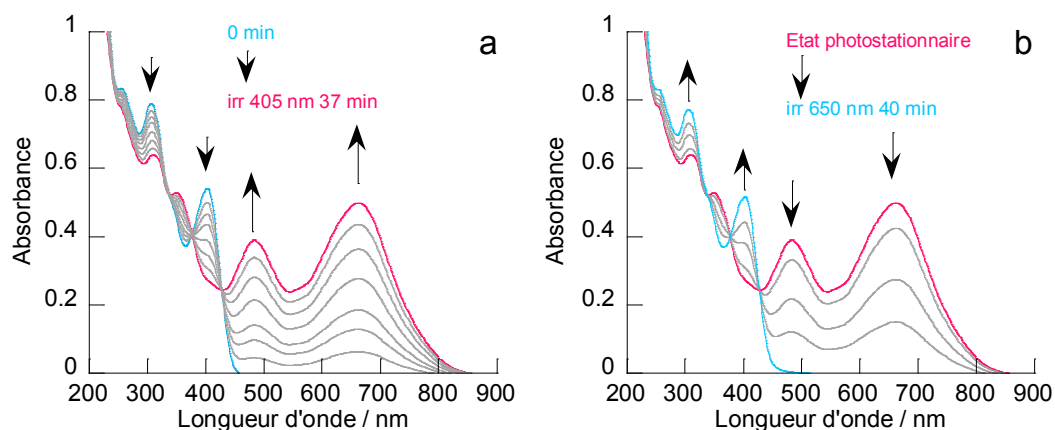 a
0 min
irr 405 nm 37 min
1
0.8
0.6
0.4
0.2
0
200 300 400 500 600 700 800 900
Absorbance
Longueur d'onde / nm
b
Etat photostationnaire
irr 650 nm 40 min
1
0.8
0.6
0.4
0.2
0
200 300 400 500 600 700 800 900
Absorbance
Longueur d'onde / nm